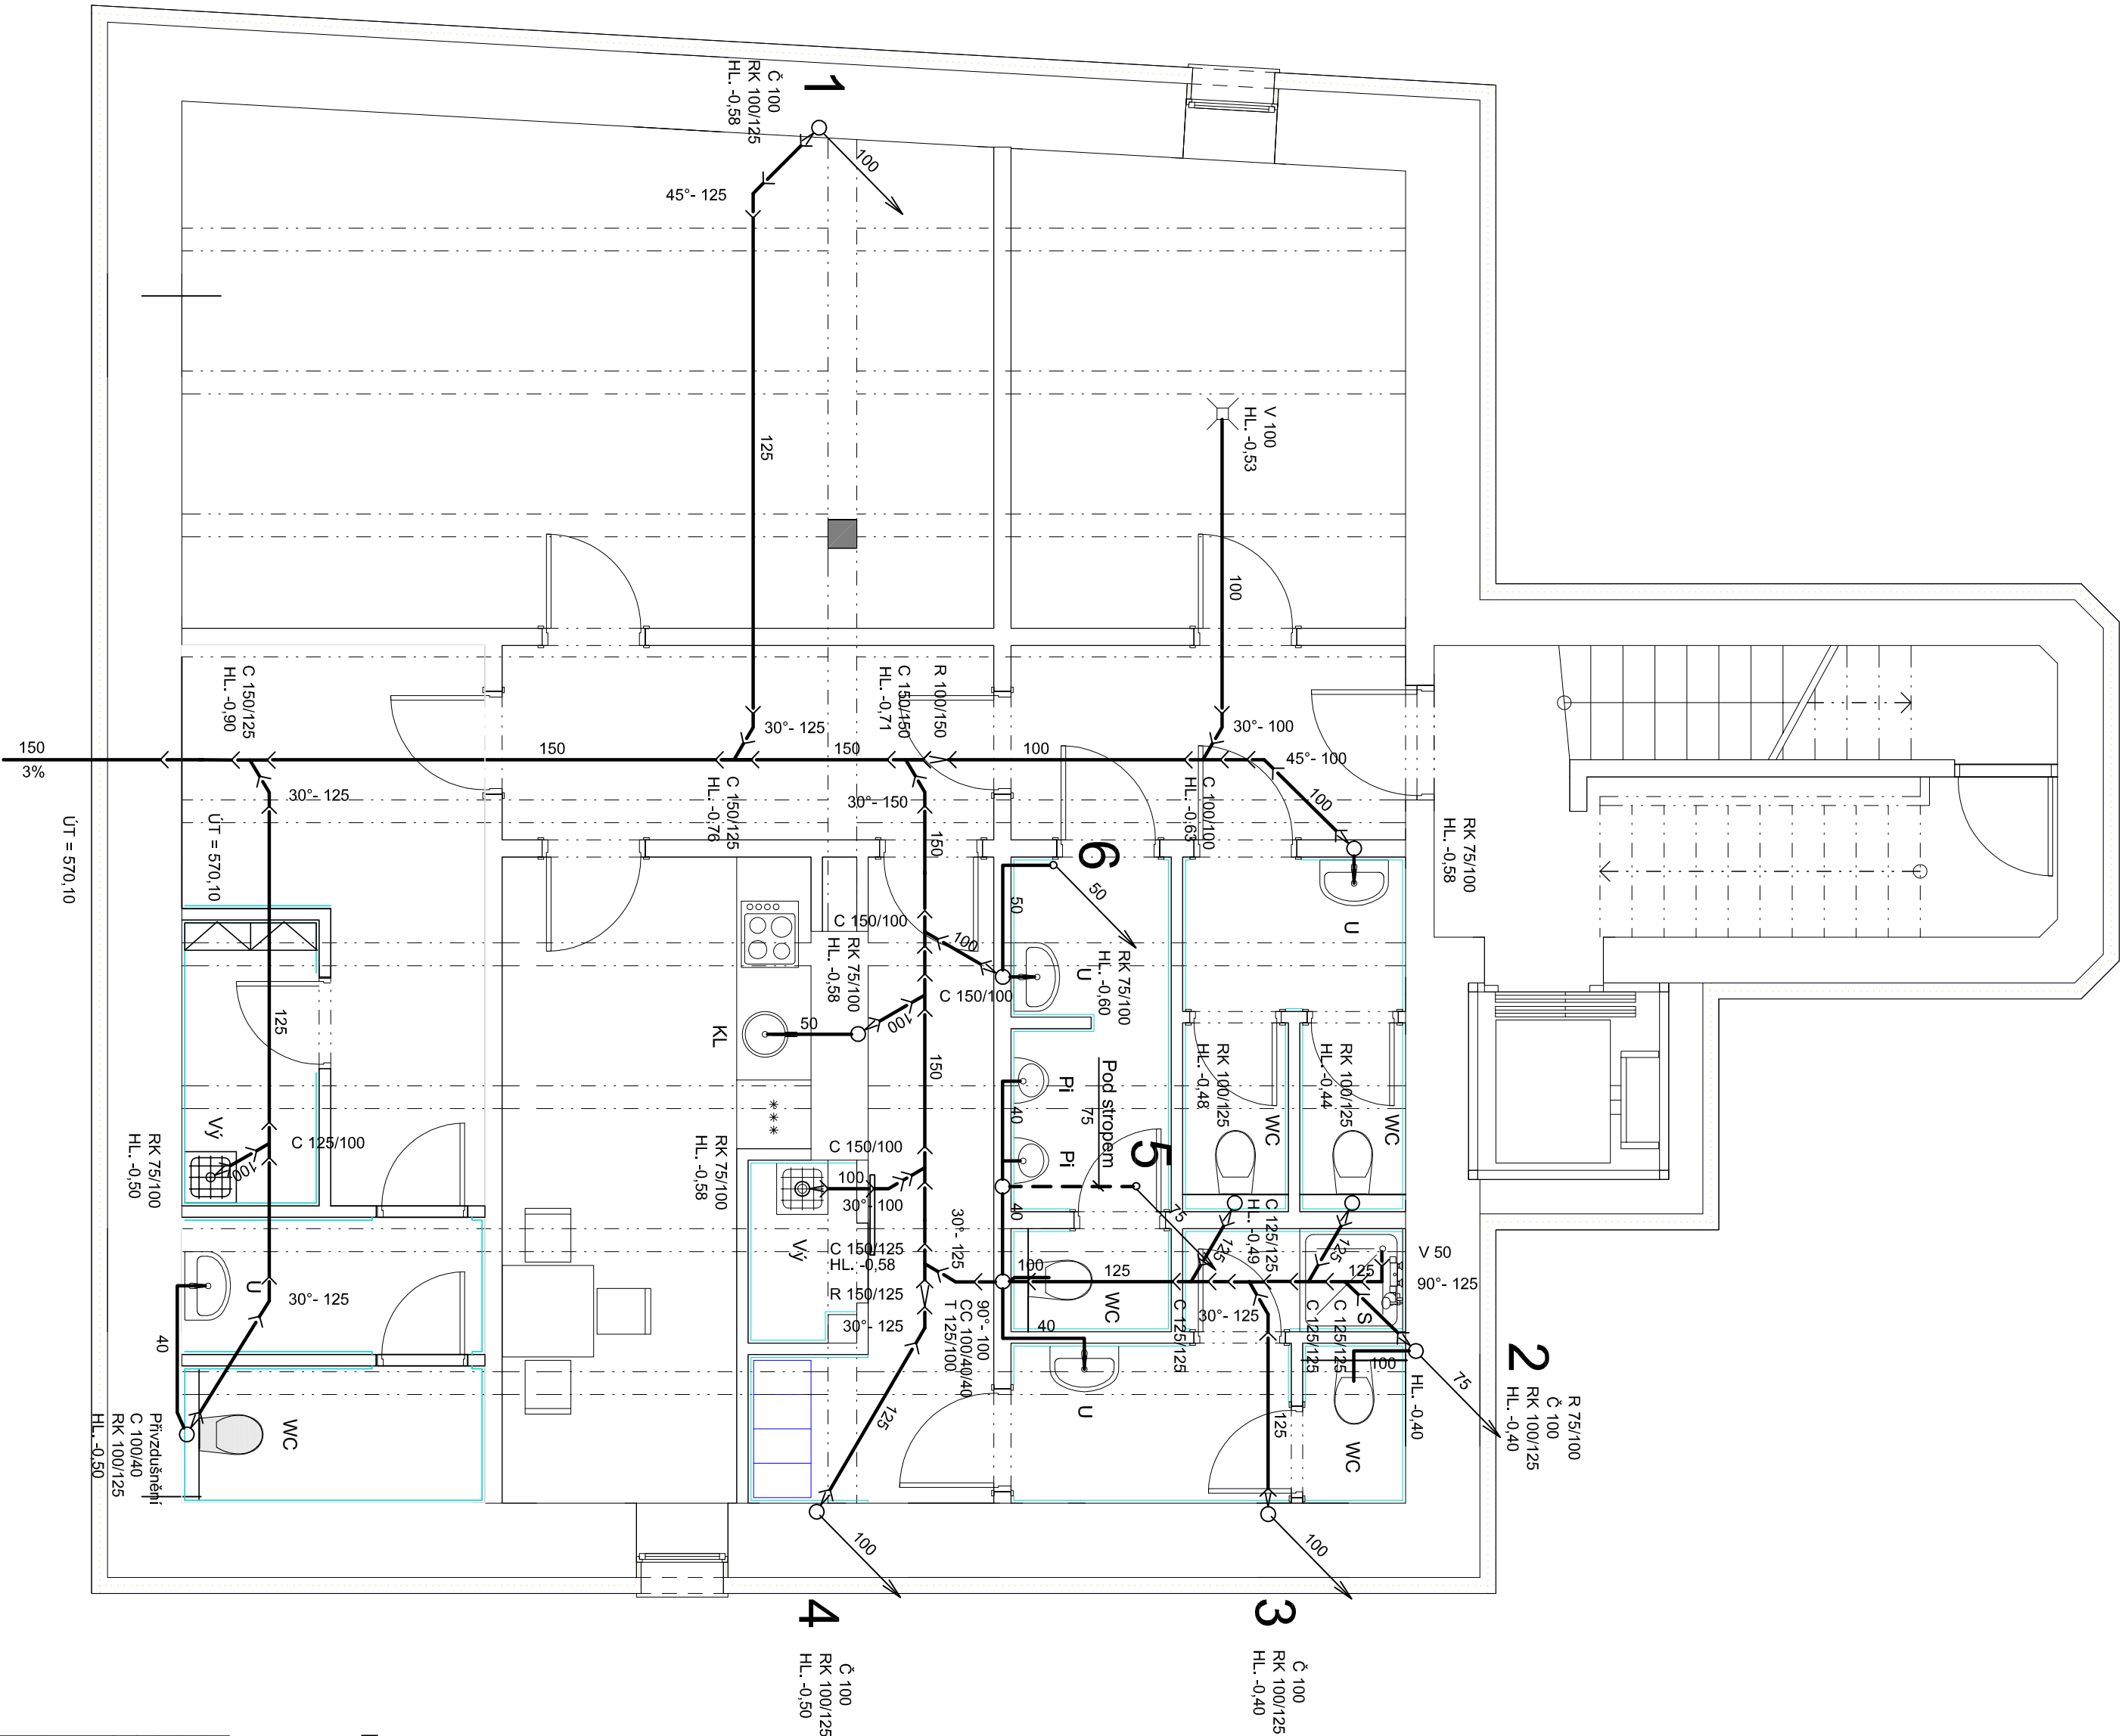 1
Č 100
RK 100/125
HL. -0,58
100
45°- 125
125
V 100
HL. -0,53
100
C 150/125
HL. -0,90
R 100/150
C 150/150
HL. -0,71
30°- 125
30°- 100
150
3%
150
150
100
45°- 100
30°- 125
C 150/125
HL. -0.76
30°- 150
C 100/100
HL. -0,63
100
RK 75/100
HL. -0,58
ÚT = 570,10
ÚT = 570,10
150
6
50
50
U
C 150/100
100
RK 75/100
HL. -0,58
U
RK 75/100
HL. -0,60
C 150/100
125
KL
50
100
150
Pi
40
75
Pod stropem
RK 100/125
HL. -0,48
RK 100/125
HL. -0,44
WC
WC
Vý
C 125/100
100
RK 75/100
HL. -0,50
RK 75/100
HL. -0,58
***
C 150/100
100
30°- 100
Pi
5
40
75
Vý
C 150/125
HL. -0,58
R 150/125
30°- 125
30°- 125
100
125
125
C 125/125
HL. -0,49
125
125
V 50
90°- 125
S
U
30°- 125
40
90°- 100
CC 100/40/40
T 125/100
WC
40
C 125/125
30°- 125
C 125/125
C 125/125
100
HL. -0,40
75
2
R 75/100
Č 100
RK 100/125
HL. -0,40
U
125
125
WC
WC
Přivzdušnění
C 100/40
RK 100/125
HL. -0,50
100
100
4
Č 100
RK 100/125
HL. -0,50
3
Č 100
RK 100/125
HL. -0,40